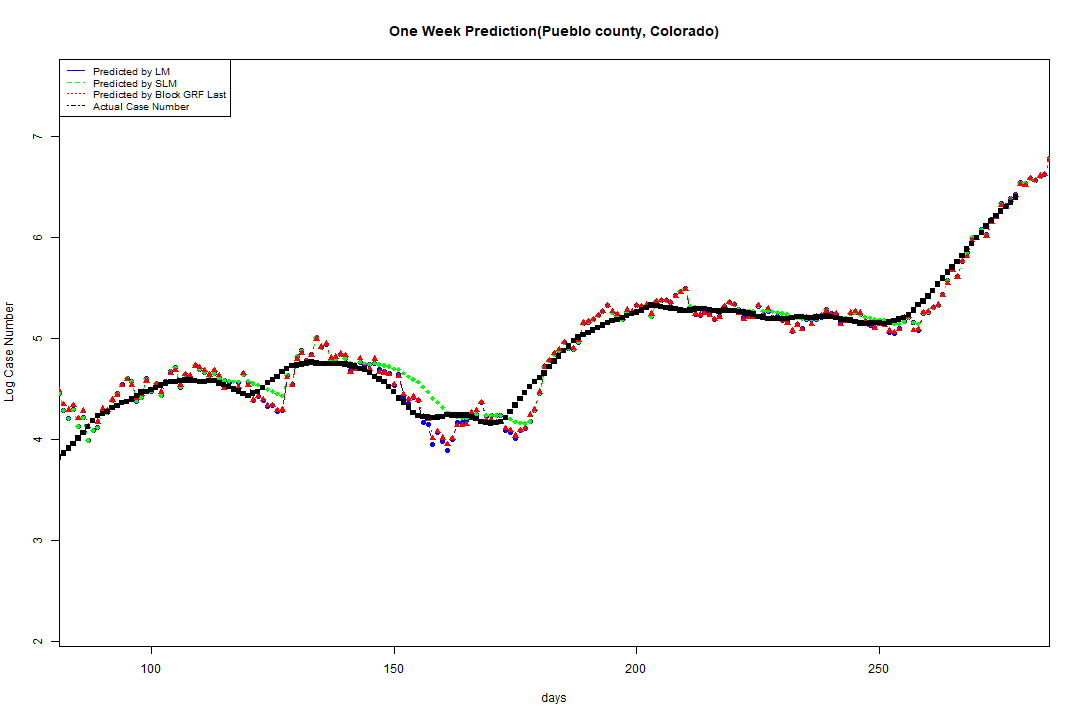 One Week Prediction(Pueblo county, Colorado)
Predicted by LM
Predicted by SLM
Predicted by Block GRF Last
Actual Case Number
7
6
5
4
3
2
Log Case Number
100 150 200 250
days